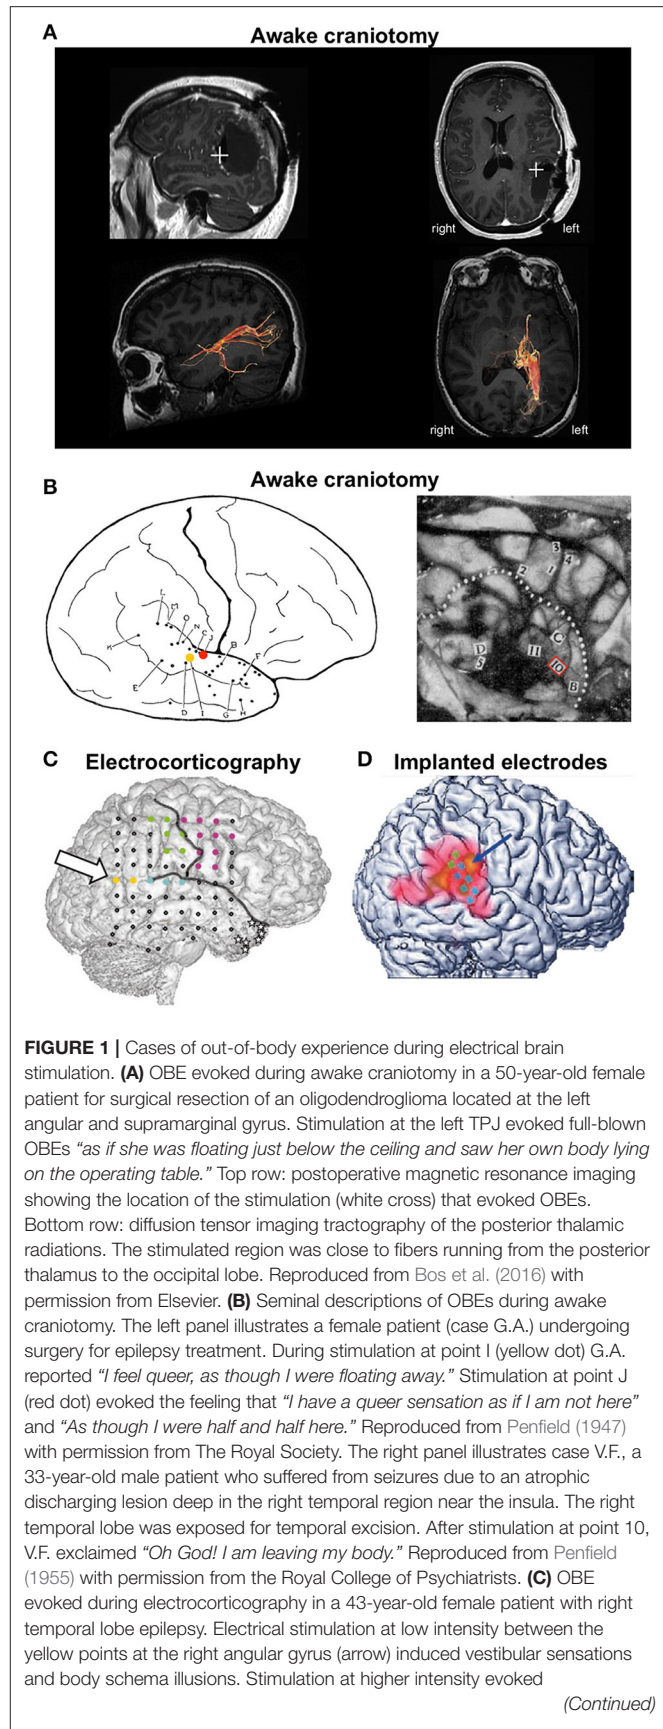 A
Awake craniotomy
right
left
right
left
B
Awake craniotomy
L
M
O
N
C
J
B
F
K
E
D
I
G
H
3
4
1
2
C
D
5
11
10
B
C
Electrocorticography
D
Implanted electrodes
FIGURE 1 | Cases of out-of-body experience during electrical brain
stimulation. (A) OBE evoked during awake craniotomy in a 50-year-old female
patient for surgical resection of an oligodendroglioma located at the left
angular and supramarginal gyrus. Stimulation at the left TPJ evoked full-blown
OBEs “as if she was floating just below the ceiling and saw her own body lying
on the operating table.” Top row: postoperative magnetic resonance imaging
showing the location of the stimulation (white cross) that evoked OBEs.
Bottom row: diffusion tensor imaging tractography of the posterior thalamic
radiations. The stimulated region was close to fibers running from the posterior
thalamus to the occipital lobe. Reproduced from Bos et al. (2016) with
permission from Elsevier. (B) Seminal descriptions of OBEs during awake
craniotomy. The left panel illustrates a female patient (case G.A.) undergoing
surgery for epilepsy treatment. During stimulation at point I (yellow dot) G.A.
reported “I feel queer, as though I were floating away.” Stimulation at point J
(red dot) evoked the feeling that “I have a queer sensation as if I am not here”
and “As though I were half and half here.” Reproduced from Penfield (1947)
with permission from The Royal Society. The right panel illustrates case V.F., a
33-year-old male patient who suffered from seizures due to an atrophic
discharging lesion deep in the right temporal region near the insula. The right
temporal lobe was exposed for temporal excision. After stimulation at point 10,
V.F. exclaimed “Oh God! I am leaving my body.” Reproduced from Penfield
(1955) with permission from the Royal College of Psychiatrists. (C) OBE
evoked during electrocorticography in a 43-year-old female patient with right
temporal lobe epilepsy. Electrical stimulation at low intensity between the
yellow points at the right angular gyrus (arrow) induced vestibular sensations
and body schema illusions. Stimulation at higher intensity evoked
(Continued)